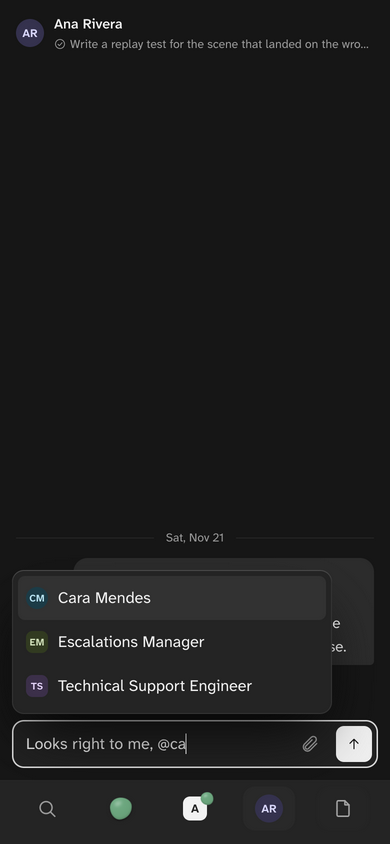 AR
Ana Rivera
Write a replay test for the scene that landed on the wro...
Sat, Nov 21
e
se.
CM Cara Mendes
EM Escalations Manager
TS Technical Support Engineer
Looks right to me, @ca
A
AR